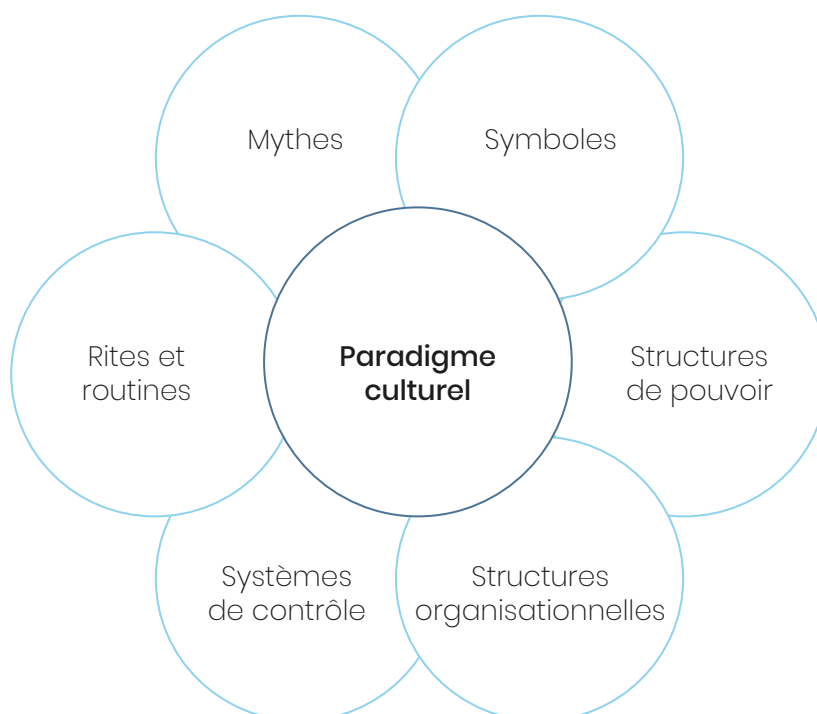 Mythes
Symboles
Rites et
routines
Paradigme
culturel
Structures
de pouvoir
Systèmes
de contrôle
Structures
organisationnelles